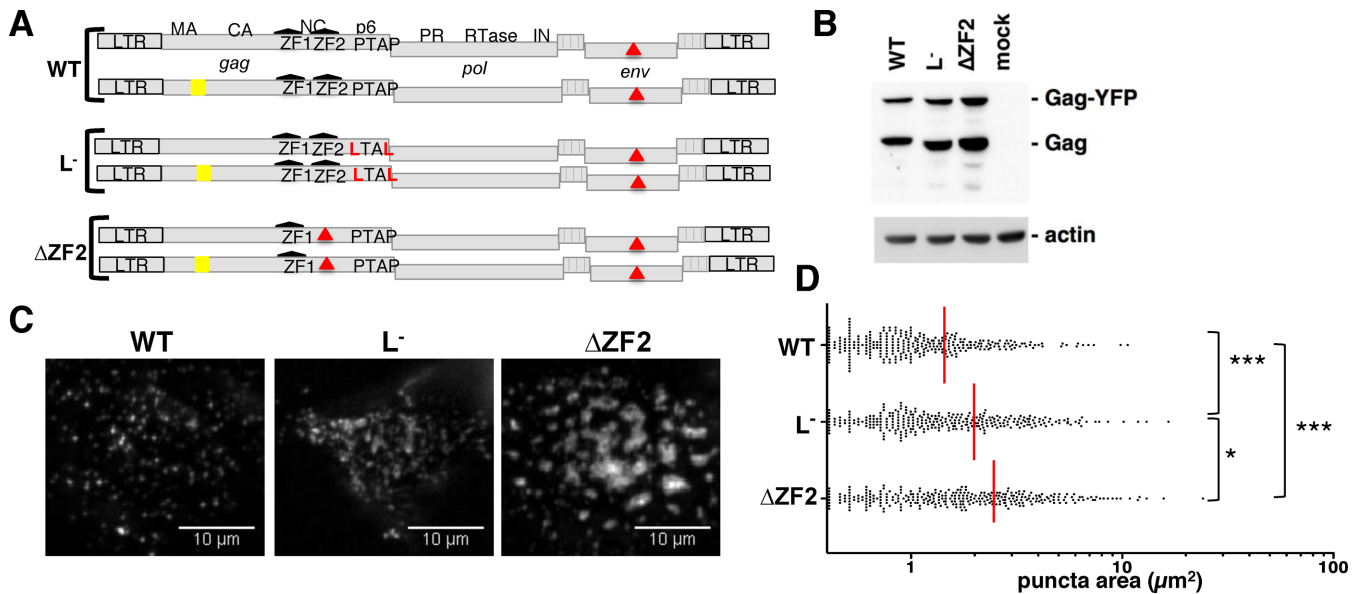 A
MA CA NC p6 PR RTase IN
WT
LTR ZF1 ZF2 PTAP LTR
gag pol env
LTR ZF1 ZF2 PTAP LTR
L-
LTR ZF1 ZF2 LTAL LTR
LTR ZF1 ZF2 LTAL LTR
ΔZF2
LTR ZF1 PTAP LTR
LTR ZF1 PTAP LTR
B
WT L- ΔZF2 mock
- Gag-YFP
- Gag
- actin
C
WT L- ΔZF2
10 µm 10 µm 10 µm
D
WT
L-
ΔZF2
***
*
***
1 10 100
puncta area (µm²)